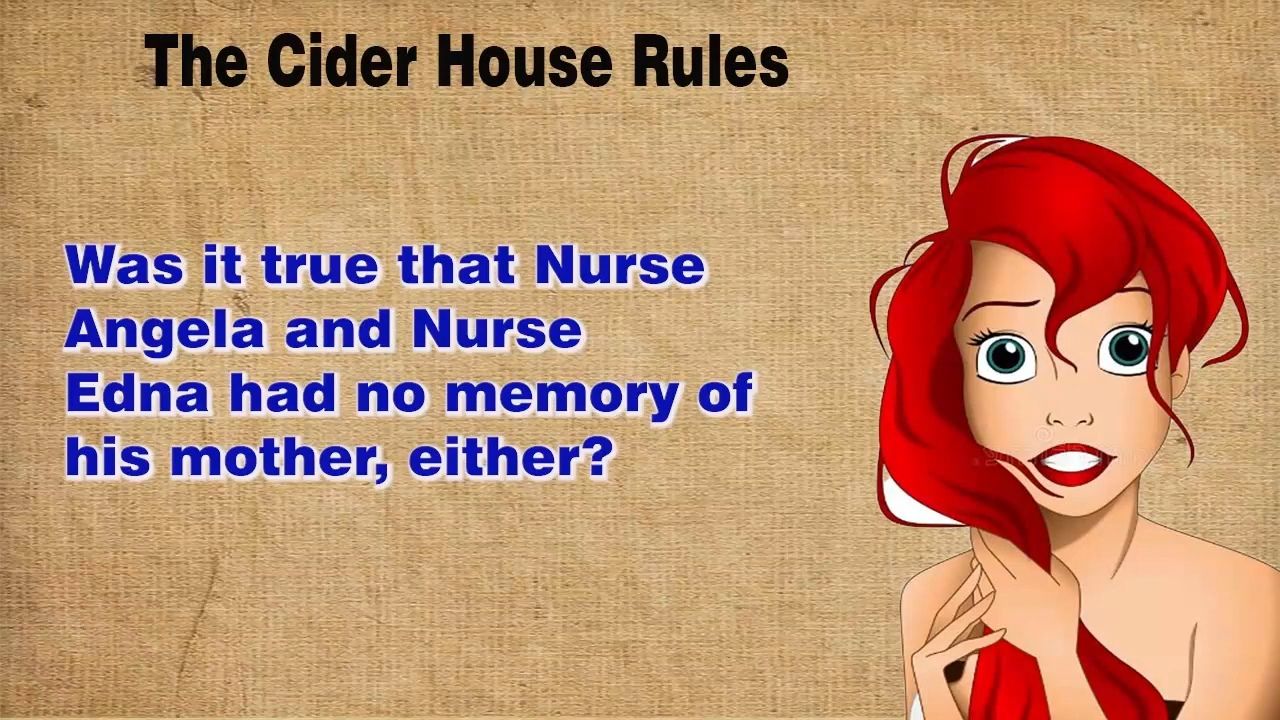 The Cider House Rules
Was it true that Nurse
Angela and Nurse
Edna had no memory of
his mother, either?